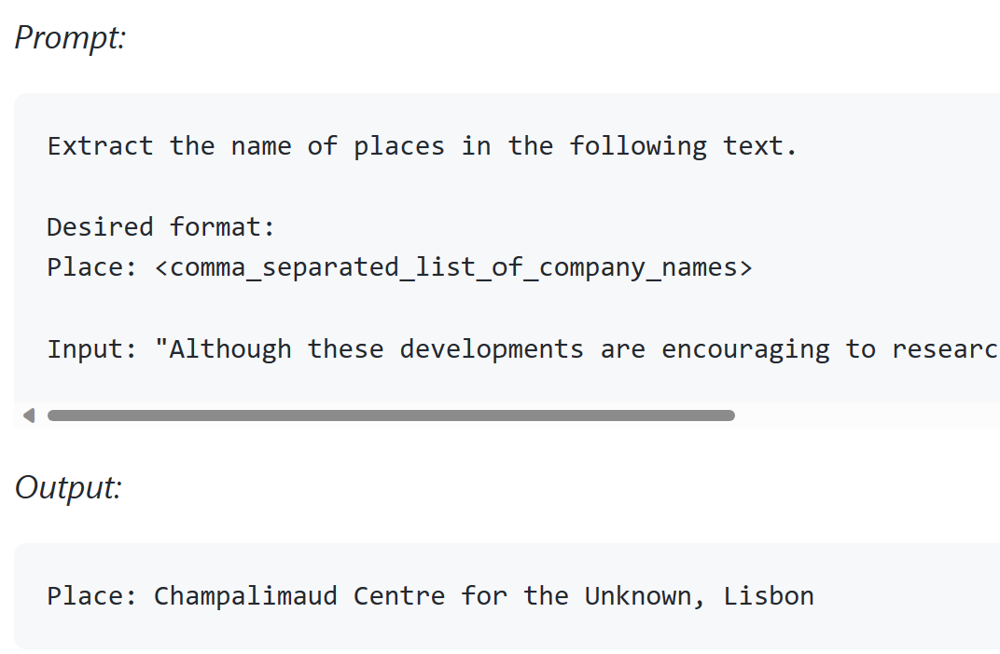 Prompt:
Extract the name of places in the following text.
Desired format:
Place: <comma_separated_list_of_company_names>
Input: "Although these developments are encouraging to researc
Output:
Place: Champalimaud Centre for the Unknown, Lisbon